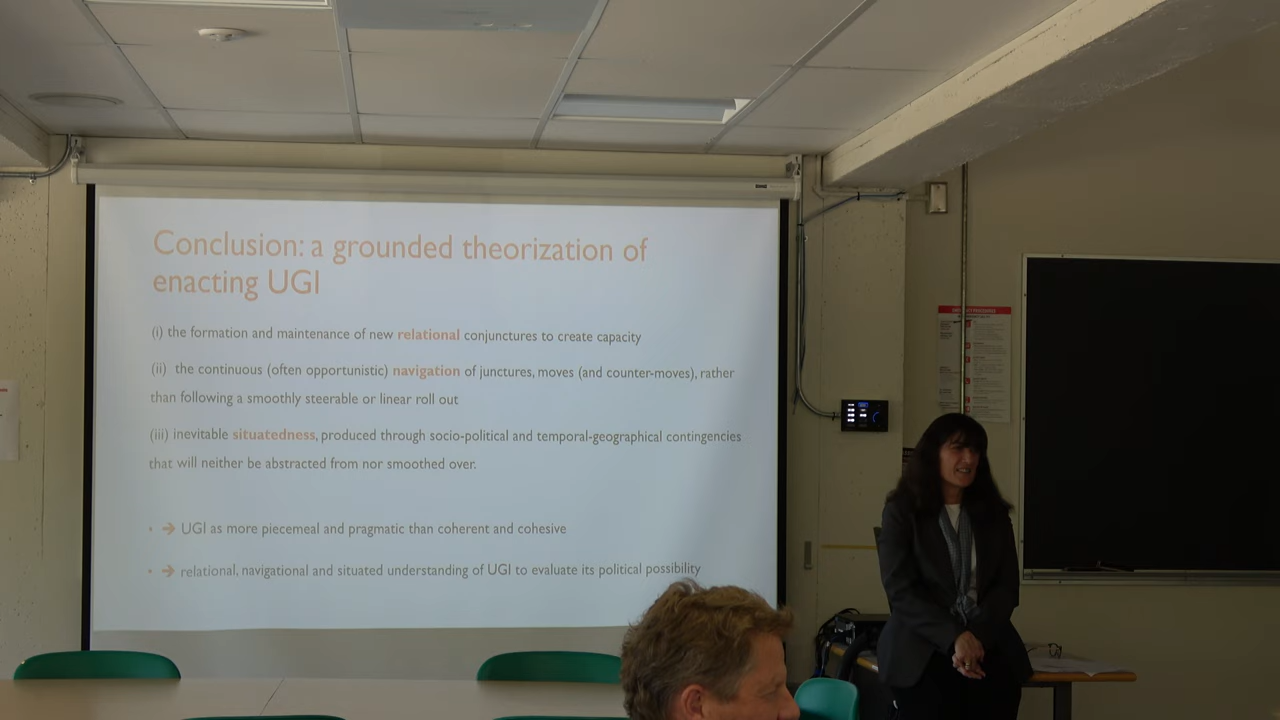 Conclusion: a grounded theorization of
enacting UGI
(i) the formation and maintenance of new relational conjunctures to create capacity
(ii) the continuous (often opportunistic) navigation of junctures, moves (and counter-moves), rather
than following a smoothly steerable or linear roll out
(iii) inevitable situatedness, produced through socio-political and temporal-geographical contingencies
that will neither be abstracted from nor smoothed over.
• → UGI as more piecemeal and pragmatic than coherent and cohesive
• → relational, navigational and situated understanding of UGI to evaluate its political possibility